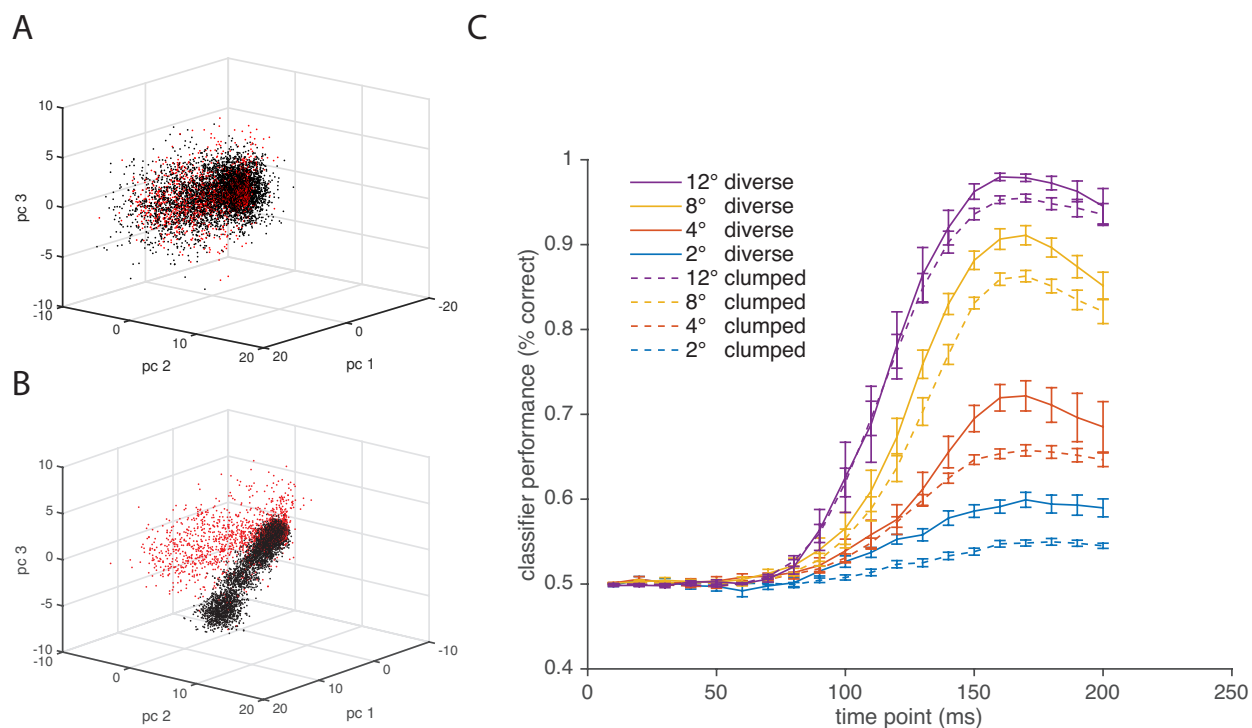 A
10
5
0
-5
-10
-10
0
10
20
20
0
-20
pc 3
pc 2
pc 1
B
10
5
0
-5
-10
-10
0
10
20
20
10
0
-10
pc 3
pc 2
pc 1
C
1
0.9
0.8
0.7
0.6
0.5
0.4
classifier performance (% correct)
12° diverse
8° diverse
4° diverse
2° diverse
12° clumped
8° clumped
4° clumped
2° clumped
0
50
100
150
200
250
time point (ms)